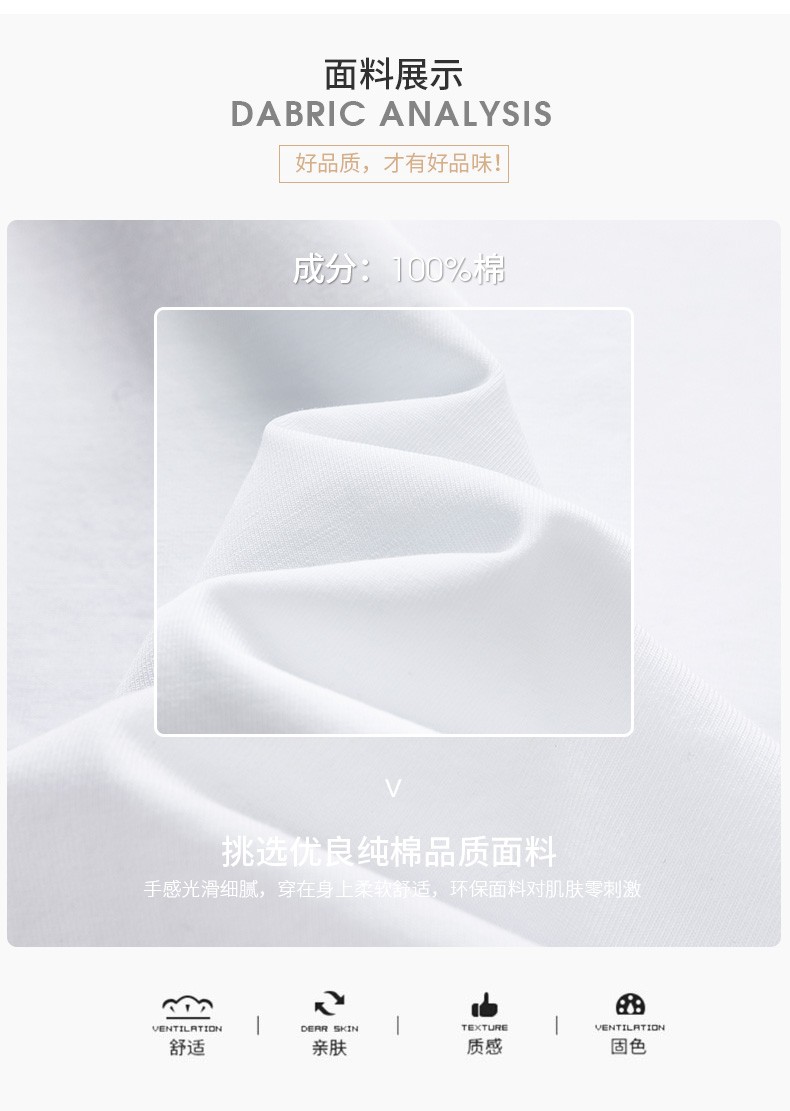 面料展示
DABRIC ANALYSIS
好品质，才有好品味！
成分：100%棉
V
挑选优良纯棉品质面料
手感光滑细腻，穿在身上柔软舒适，环保面料对肌肤零刺激
VENTILATION | DEAR SKIN | TEXTURE | VENTILATION
舒适 亲肤 质感 固色